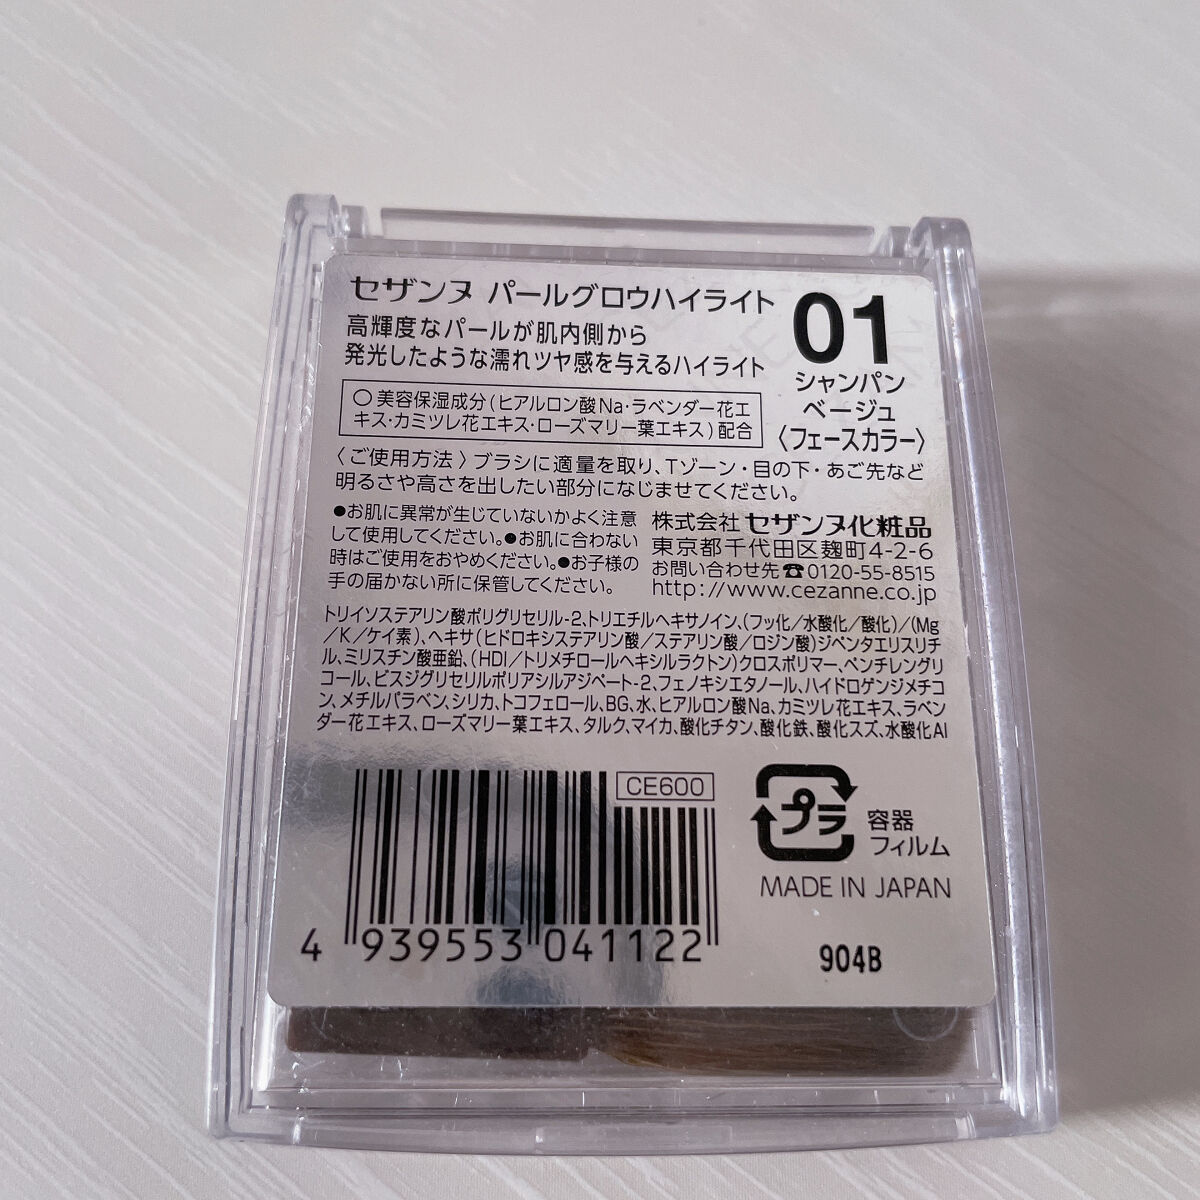 セザンヌ パールグロウハイライト
高輝度なパールが肌内側から
発光したような濡れツヤ感を与えるハイライト
01
シャンパン
ベージュ
〈フェースカラー〉
○美容保湿成分(ヒアルロン酸Na・ラベンダー花エ
キス・カミツレ花エキス・ローズマリー葉エキス)配合
〈ご使用方法〉ブラシに適量を取り、Tゾーン・目の下・あご先など
明るさや高さを出したい部分になじませてください。
●お肌に異常が生じていないかよく注意
して使用してください。●お肌に合わない
時はご使用をおやめください。●お子様の
手の届かない所に保管してください。
株式会社 セザンヌ化粧品
東京都千代田区麹町4-2-6
お問い合わせ先☎0120-55-8515
http://www.cezanne.co.jp
トリイソステアリン酸ポリグリセリル-2、トリエチルヘキサノイン、(フッ化/水酸化/酸化)/(Mg
/K/ケイ素)、ヘキサ(ヒドロキシステアリン酸/ステアリン酸/ロジン酸)ジペンタエリスリチ
ル、ミリスチン酸亜鉛、(HDI/トリメチロールヘキシルラクトン)クロスポリマー、ペンチレングリ
コール、ビスジグリセリルポリアシルアジペート-2、フェノキシエタノール、ハイドロゲンジメチコ
ン、メチルパラベン、シリカ、トコフェロール、BG、水、ヒアルロン酸Na、カミツレ花エキス、ラベン
ダー花エキス、ローズマリー葉エキス、タルク、マイカ、酸化チタン、酸化鉄、酸化スズ、水酸化Al
CE600
プラ
容器
フィルム
MADE IN JAPAN
4 939553 041122
904B